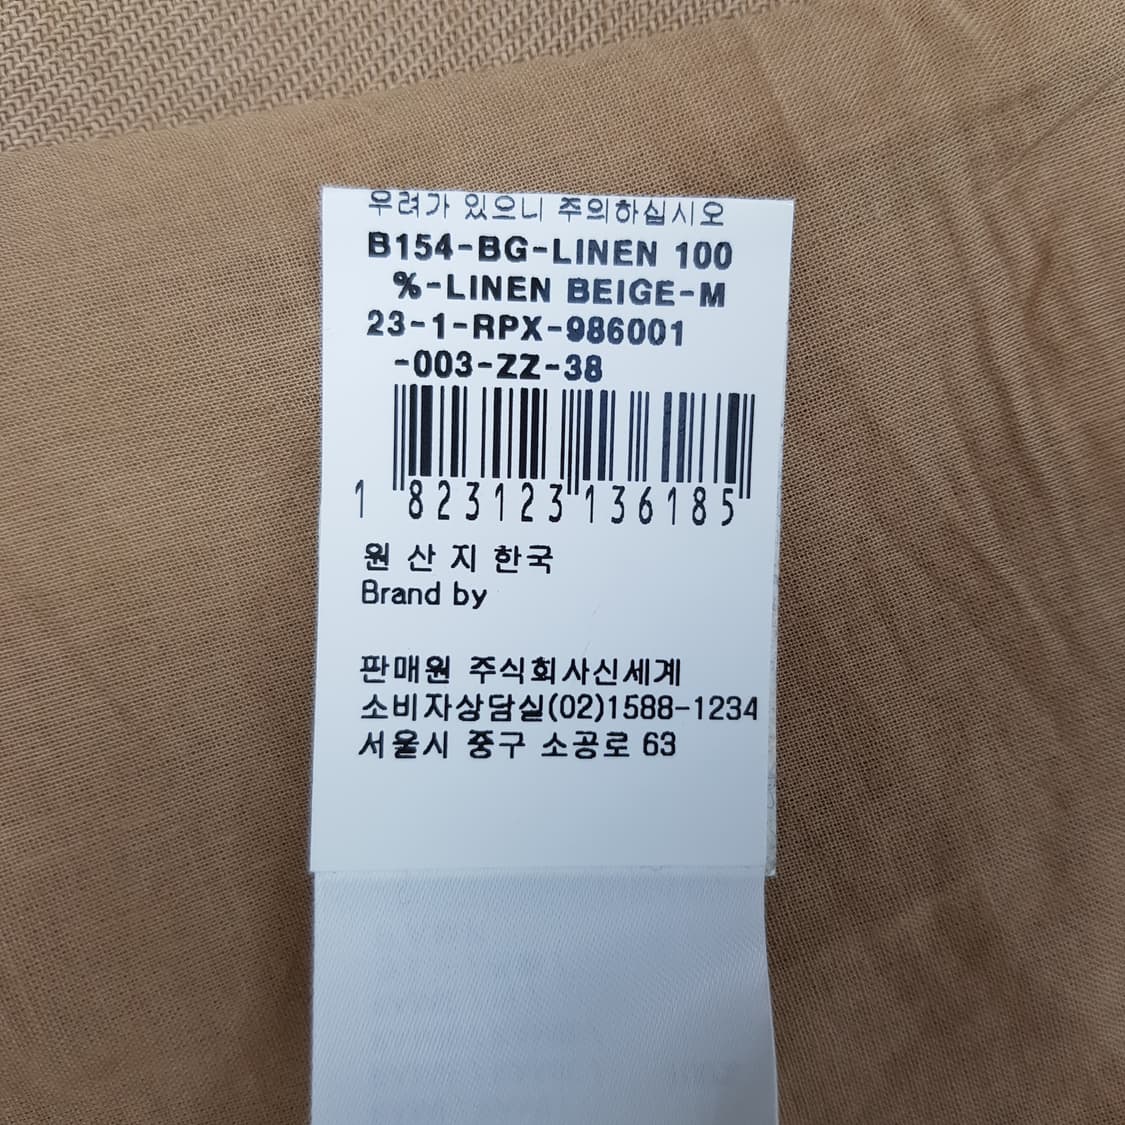 우려가 있으니 주의하십시오
B154-BG-LINEN 100
%-LINEN BEIGE-M
23-1-RPX-986001
-003-ZZ-38
1 823123 136185
원 산 지 한국
Brand by
판매원 주식회사신세계
소비자상담실(02)1588-1234
서울시 중구 소공로 63